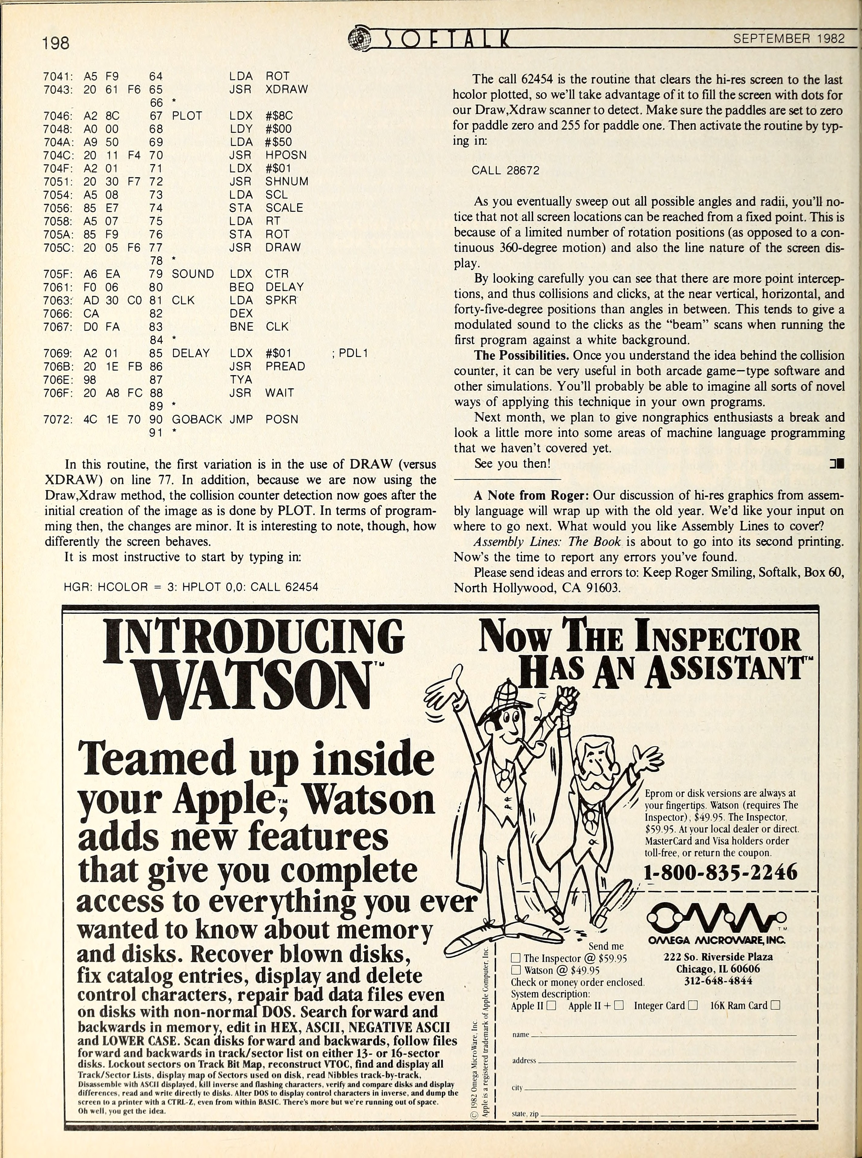 198
SOFTALK
SEPTEMBER 1982
7041: A5 F9 64 LDA ROT
7043: 20 61 F6 65 JSR XDRAW
66 *
7046: A2 8C 67 PLOT LDX #$8C
7048: A0 00 68 LDY #$00
704A: A9 50 69 LDA #$50
704C: 20 11 F4 70 JSR HPOSN
704F: A2 01 71 LDX #$01
7051: 20 30 F7 72 JSR SHNUM
7054: A5 08 73 LDA SCL
7056: 85 E7 74 STA SCALE
7058: A5 07 75 LDA RT
705A: 85 F9 76 STA ROT
705C: 20 05 F6 77 JSR DRAW
78 *
705F: A6 EA 79 SOUND LDX CTR
7061: F0 06 80 BEQ DELAY
7063: AD 30 C0 81 CLK LDA SPKR
7066: CA 82 DEX
7067: D0 FA 83 BNE CLK
84 *
7069: A2 01 85 DELAY LDX #$01 ; PDL1
706B: 20 1E FB 86 JSR PREAD
706E: 98 87 TYA
706F: 20 A8 FC 88 JSR WAIT
89 *
7072: 4C 1E 70 90 GOBACK JMP POSN
91 *
In this routine, the first variation is in the use of DRAW (versus
XDRAW) on line 77. In addition, because we are now using the
Draw,Xdraw method, the collision counter detection now goes after the
initial creation of the image as is done by PLOT. In terms of program-
ming then, the changes are minor. It is interesting to note, though, how
differently the screen behaves.
It is most instructive to start by typing in:
HGR: HCOLOR = 3: HPLOT 0,0: CALL 62454
The call 62454 is the routine that clears the hi-res screen to the last
hcolor plotted, so we'll take advantage of it to fill the screen with dots for
our Draw,Xdraw scanner to detect. Make sure the paddles are set to zero
for paddle zero and 255 for paddle one. Then activate the routine by typ-
ing in:
CALL 28672
As you eventually sweep out all possible angles and radii, you'll no-
tice that not all screen locations can be reached from a fixed point. This is
because of a limited number of rotation positions (as opposed to a con-
tinuous 360-degree motion) and also the line nature of the screen dis-
play.
By looking carefully you can see that there are more point intercep-
tions, and thus collisions and clicks, at the near vertical, horizontal, and
forty-five-degree positions than angles in between. This tends to give a
modulated sound to the clicks as the "beam" scans when running the
first program against a white background.
The Possibilities. Once you understand the idea behind the collision
counter, it can be very useful in both arcade game–type software and
other simulations. You'll probably be able to imagine all sorts of novel
ways of applying this technique in your own programs.
Next month, we plan to give nongraphics enthusiasts a break and
look a little more into some areas of machine language programming
that we haven't covered yet.
See you then!
A Note from Roger: Our discussion of hi-res graphics from assem-
bly language will wrap up with the old year. We'd like your input on
where to go next. What would you like Assembly Lines to cover?
Assembly Lines: The Book is about to go into its second printing.
Now's the time to report any errors you've found.
Please send ideas and errors to: Keep Roger Smiling, Softalk, Box 60,
North Hollywood, CA 91603.
INTRODUCING
WATSON™
NOW THE INSPECTOR
HAS AN ASSISTANT™
Teamed up inside
your Apple,™ Watson
adds new features
that give you complete
access to everything you ever
wanted to know about memory
and disks. Recover blown disks,
fix catalog entries, display and delete
control characters, repair bad data files even
on disks with non-normal DOS. Search forward and
backwards in memory, edit in HEX, ASCII, NEGATIVE ASCII
and LOWER CASE. Scan disks forward and backwards, follow files
forward and backwards in track/sector list on either 13- or 16-sector
disks. Lockout sectors on Track Bit Map, reconstruct VTOC, find and display all
Track/Sector Lists, display map of Sectors used on disk, read Nibbles track-by-track,
Disassemble with ASCII displayed, kill inverse and flashing characters, verify and compare disks and display
differences, read and write directly to disks. Alter DOS to display control characters in inverse, and dump the
screen to a printer with a CTRL-Z, even from within BASIC. There's more but we're running out of space.
Oh well, you get the idea.
Eprom or disk versions are always at
your fingertips. Watson (requires The
Inspector), $49.95. The Inspector,
$59.95. At your local dealer or direct.
MasterCard and Visa holders order
toll-free, or return the coupon.
1-800-835-2246
OMEGA MICROWARE, INC.
TM
222 So. Riverside Plaza
Chicago, IL 60606
312-648-4844
Send me
The Inspector @ $59.95
Watson @ $49.95
Check or money order enclosed.
System description:
Apple II Apple II + Integer Card 16K Ram Card
name
address
city
state, zip
© 1982 Omega MicroWare, Inc
Apple is a registered trademark of Apple Computer, Inc